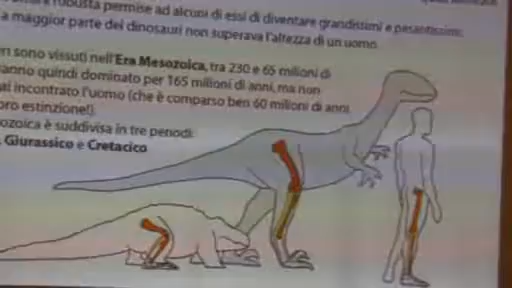 robusta permise ad alcuni di essi di diventare grandissimi e pesantissimi;
a maggior parte dei dinosauri non superava l'altezza di un uomo.
sono vissuti nell'Era Mesozoica, tra 230 e 65 milioni di
anno quindi dominato per 165 milioni di anni, ma non
ai incontrato l'uomo (che è comparso ben 60 milioni di anni
oro estinzione!).
ozoica è suddivisa in tre periodi:
Giurassico e Cretacico